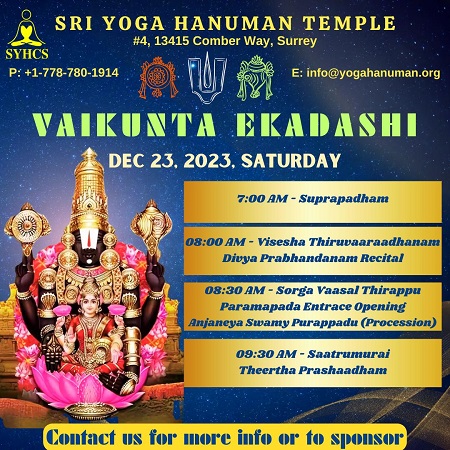 SRI YOGA HANUMAN TEMPLE
#4, 13415 Comber Way, Surrey
SYHCS
P: +1-778-780-1914
E: info@yogahanuman.org
VAIKUNTA EKADASHI
DEC 23, 2023, SATURDAY
7:00 AM - Suprapadham
08:00 AM - Visesha Thiruvaaraadhanam
Divya Prabhandanam Recital
08:30 AM - Sorga Vaasal Thirappu
Paramapada Entrace Opening
Anjaneya Swamy Purappadu (Procession)
09:30 AM - Saatrumurai
Theertha Prashaadham
Contact us for more info or to sponsor